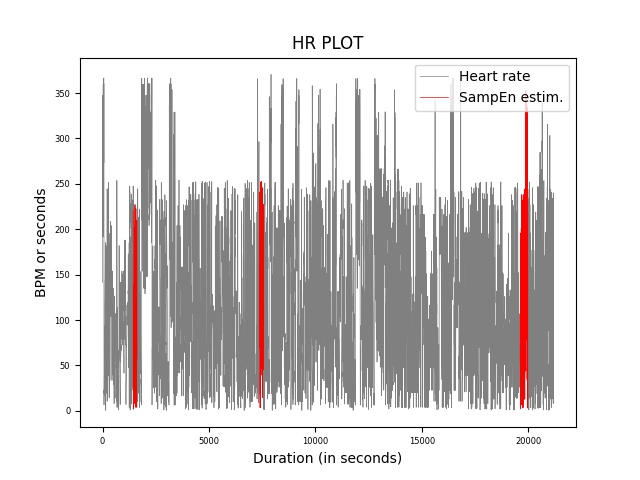 HR PLOT
Heart rate
SampEn estim.
BPM or seconds
350
300
250
200
150
100
50
0
0 5000 10000 15000 20000
Duration (in seconds)